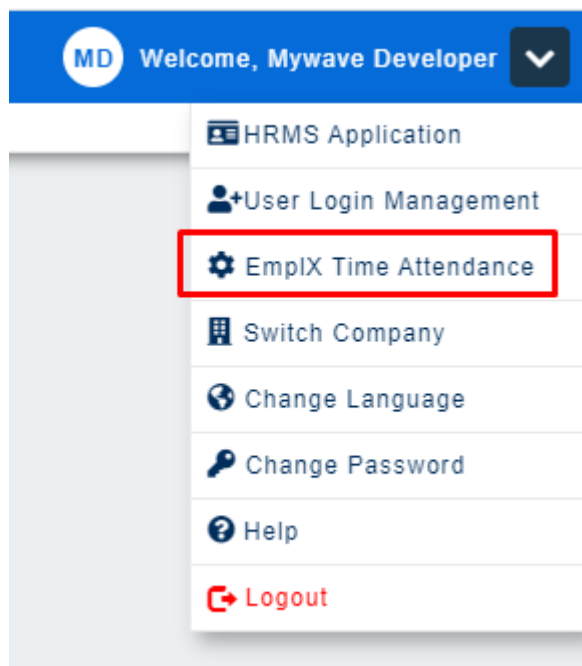 MD Welcome, Mywave Developer
HRMS Application
User Login Management
EmplX Time Attendance
Switch Company
Change Language
Change Password
Help
Logout